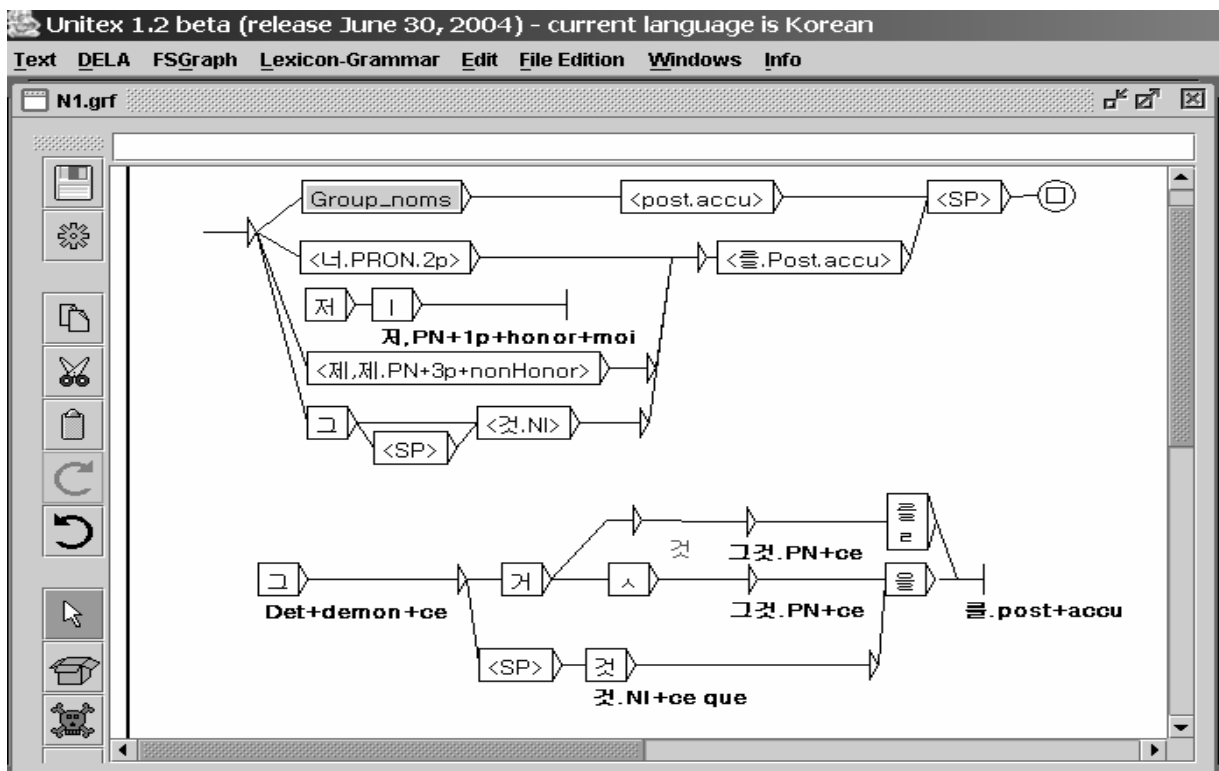 Unitex 1.2 beta (release June 30, 2004) - current language is Korean
Text DELA FSGraph Lexicon-Grammar Edit File Edition Windows Info
N1.grf
Group_noms <post.accu> <SP>
<너.PRON.2p> <를.Post.accu>
저 ㅣ
저,PN+1p+honor+moi
<제,제.PN+3p+nonHonor>
그 <SP> <것.NI>
를
ㄹ
것 그것.PN+ce
그 거 ㅅ 을
Det+demon+ce 그것.PN+ce 를.post+accu
<SP> 것
것.NI+ce que